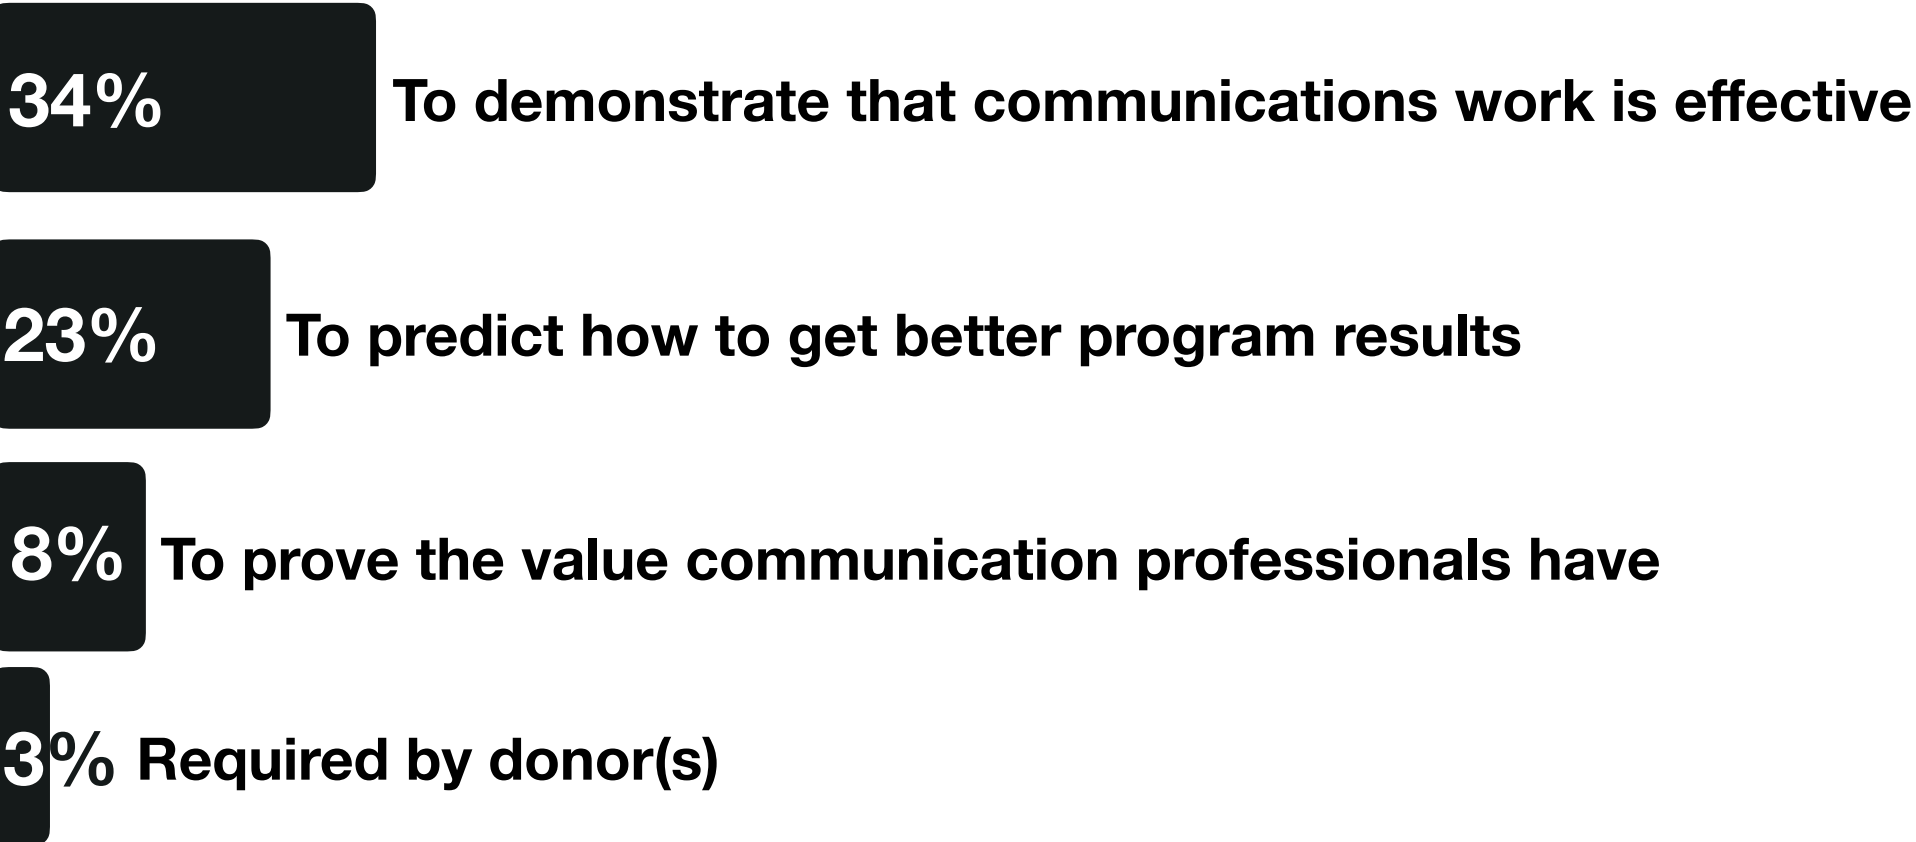 34% To demonstrate that communications work is effective
23% To predict how to get better program results
8% To prove the value communication professionals have
3% Required by donor(s)